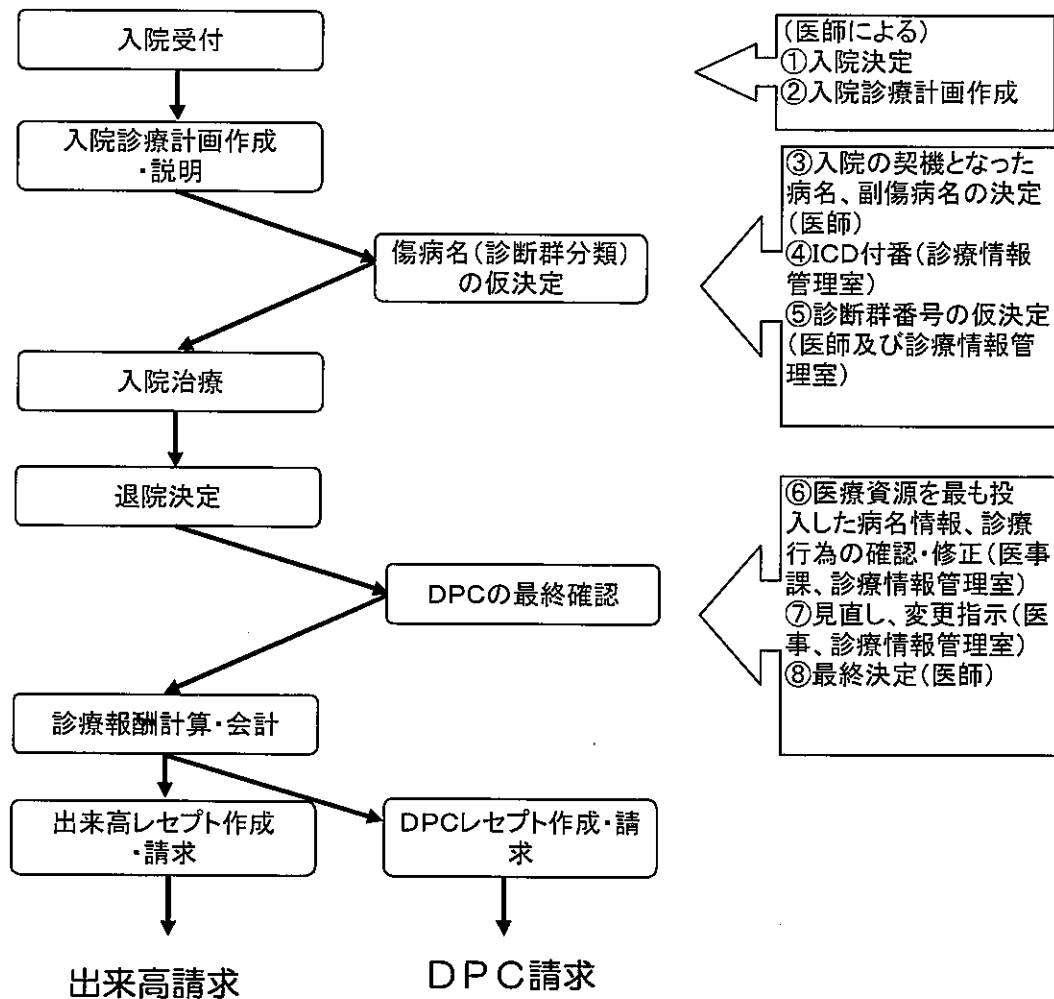 入院受付
入院診療計画作成
・説明
傷病名(診断群分類)
の仮決定
入院治療
退院決定
DPCの最終確認
診療報酬計算・会計
出来高レセプト作成
・請求
DPCレセプト作成・請
求
出来高請求
DPC請求
(医師による)
①入院決定
②入院診療計画作成
③入院の契機となった
病名、副傷病名の決定
(医師)
④ICD付番(診療情報
管理室)
⑤診断群番号の仮決定
(医師及び診療情報管
理室)
⑥医療資源を最も投
入した病名情報、診療
行為の確認・修正(医事
課、診療情報管理室)
⑦見直し、変更指示(医
事、診療情報管理室)
⑧最終決定(医師)